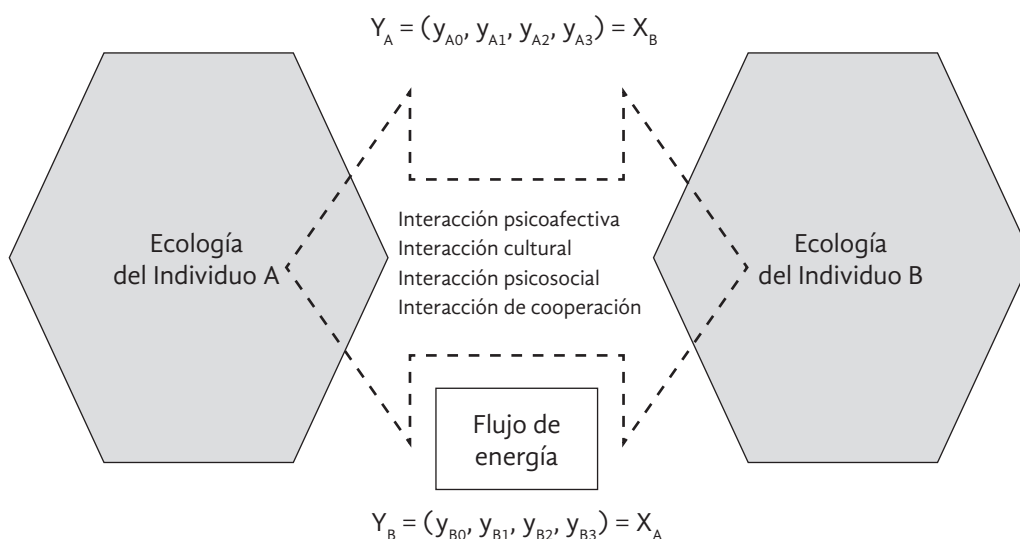 Y_A = (y_A0, y_A1, y_A2, y_A3) = X_B
Ecología
del Individuo A
Interacción psicoafectiva
Interacción cultural
Interacción psicosocial
Interacción de cooperación
Ecología
del Individuo B
Flujo de
energía
Y_B = (y_B0, y_B1, y_B2, y_B3) = X_A